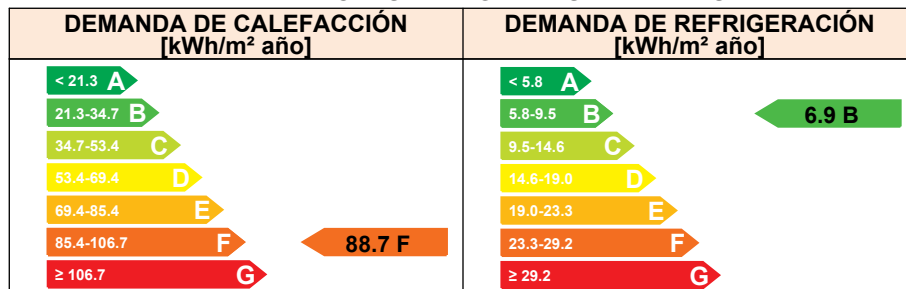 DEMANDA DE CALEFACCIÓN
[kWh/m² año]
< 21.3 A
21.3-34.7 B
34.7-53.4 C
53.4-69.4 D
69.4-85.4 E
85.4-106.7 F
88.7 F
≥ 106.7 G
DEMANDA DE REFRIGERACIÓN
[kWh/m² año]
< 5.8 A
5.8-9.5 B
6.9 B
9.5-14.6 C
14.6-19.0 D
19.0-23.3 E
23.3-29.2 F
≥ 29.2 G